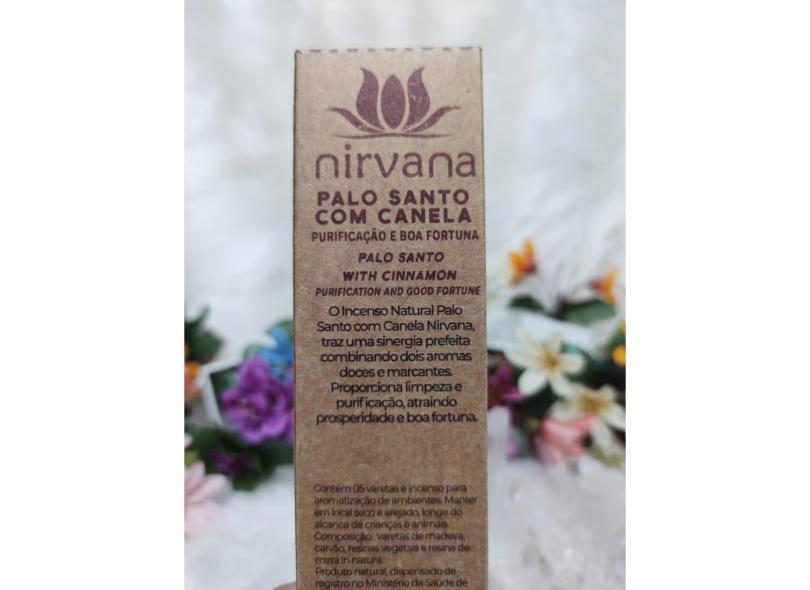 nirvana
PALO SANTO
COM CANELA
PURIFICAÇÃO E BOA FORTUNA
PALO SANTO
WITH CINNAMON
PURIFICATION AND GOOD FORTUNE
O Incenso Natural Palo
Santo com Canela Nirvana,
traz uma sinergia prefeita
combinando dois aromas
doces e marcantes.
Proporciona limpeza e
purificação, atraindo
prosperidade e boa fortuna.
Contém 05 varetas e incenso para
aromatização de ambientes. Manter
em local seco e arejado, longe do
alcance de crianças e animais.
Composição: varetas de madeira,
carvão, resinas vegetais e resina de
mirra in natura.
Produto natural, dispensado de
registro no Ministério da Saúde de